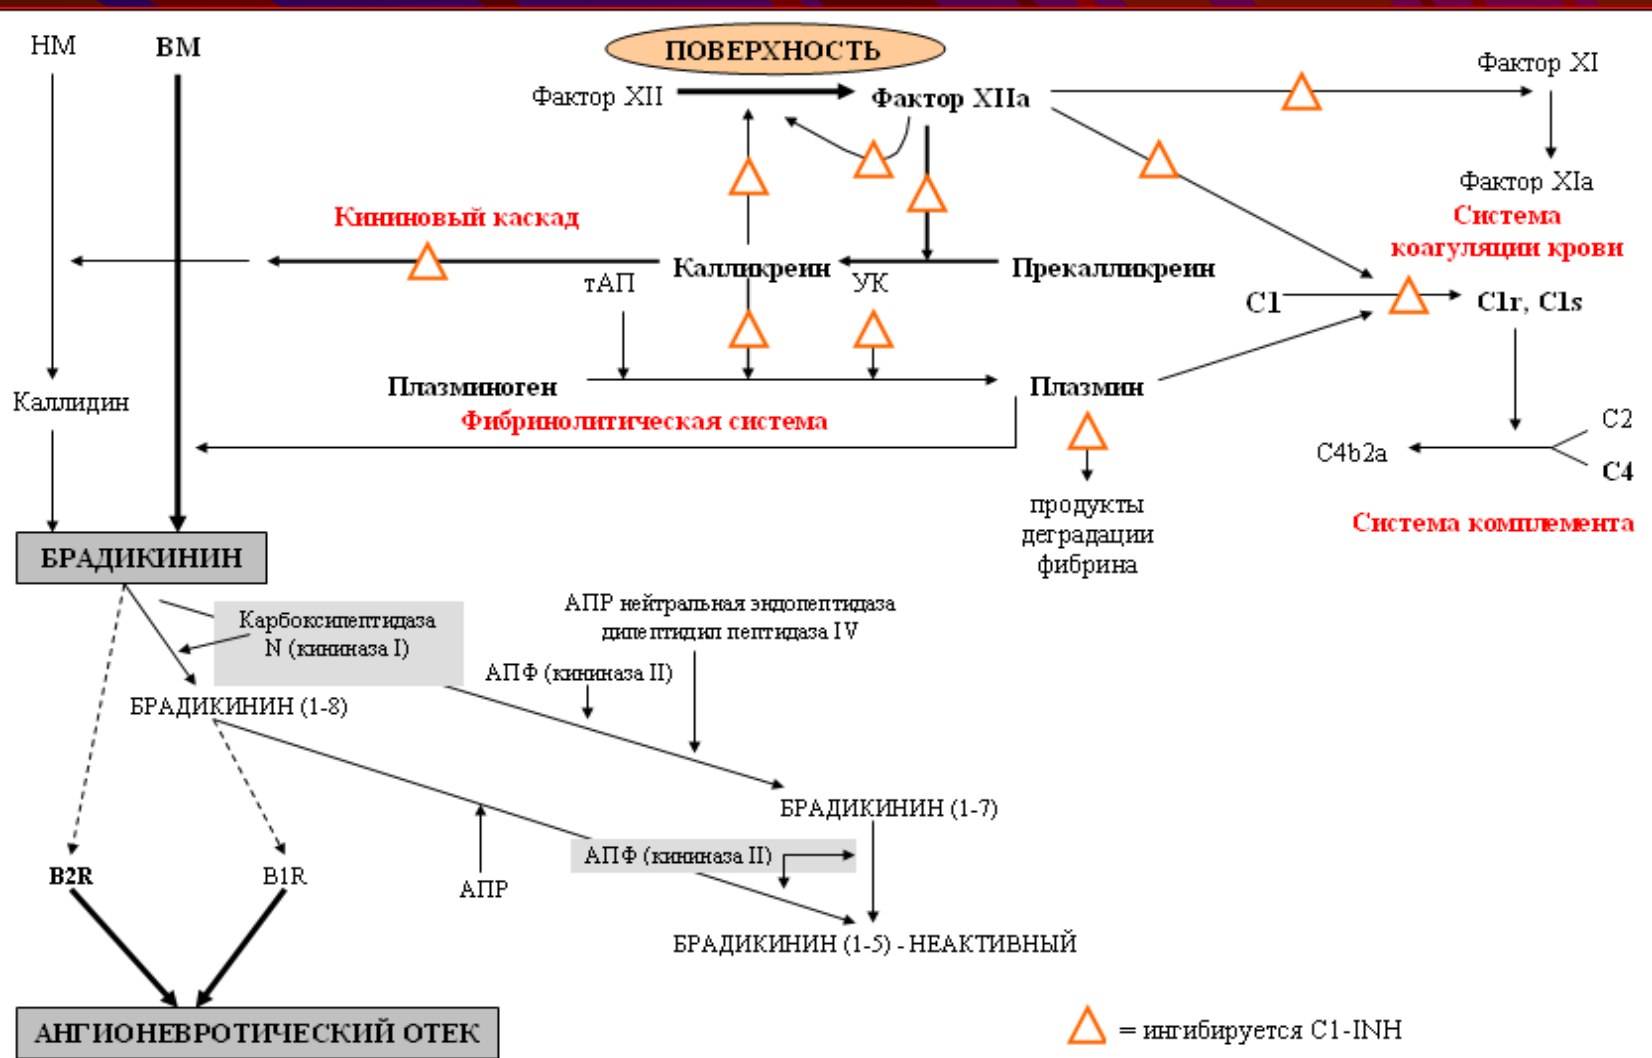 НМ
ВМ
ПОВЕРХНОСТЬ
Фактор XII
Фактор XIIa
Фактор XI
Фактор XIa
Система
коагуляции крови
Кининовый каскад
Калликреин
Прекалликреин
тАП
УК
C1
C1r, C1s
Плазминоген
Плазмин
Фибринолитическая система
Каллидин
C2
C4b2a
C4
Система комплемента
продукты
деградации
фибрина
БРАДИКИНИН
Карбоксипептидаза
N (кининаза I)
АПР нейтральная эндопептидаза
дипептидил пептидаза IV
АПФ (кининаза II)
БРАДИКИНИН (1-8)
БРАДИКИНИН (1-7)
АПФ (кининаза II)
B2R
B1R
АПР
БРАДИКИНИН (1-5) - НЕАКТИВНЫЙ
АНГИОНЕВРОТИЧЕСКИЙ ОТЕК
= ингибируется C1-INH